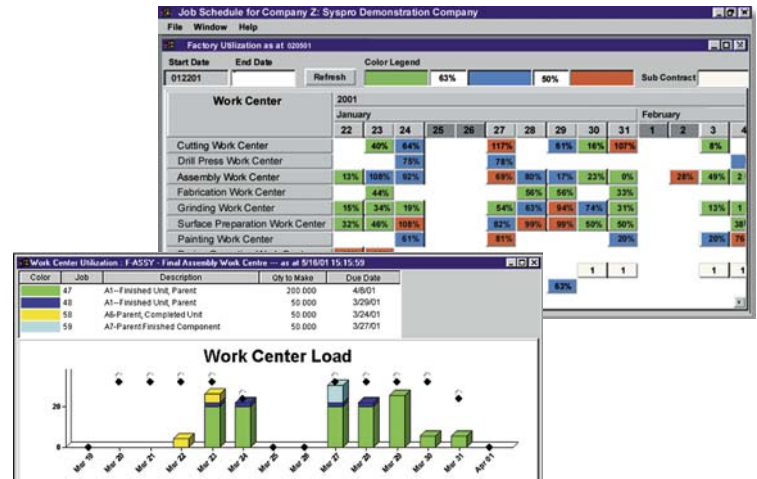 Job Schedule for Company Z: Syspro Demonstration Company
File Window Help
Factory Utilization as at 020501
Start Date End Date Color Legend
012201 Refresh 63% 50% Sub Contract
Work Center 2001
January February
22 23 24 25 26 27 28 29 30 31 1 2 3 4
Cutting Work Center 40% 64% 117% 61% 16% 107% 8%
Drill Press Work Center 75% 78%
Assembly Work Center 13% 108% 62% 69% 80% 17% 23% 0% 28% 49% 2
Fabrication Work Center 44% 56% 56% 33%
Grinding Work Center 15% 34% 19% 54% 63% 94% 74% 31% 13% 1
Surface Preparation Work Center 32% 46% 108% 82% 99% 99% 50% 50% 38
Painting Work Center 61% 81% 20% 20% 76
1 1 1 1
63%
Work Center Utilization : F-ASSY - Final Assembly Work Centre --- as at 5/16/01 15:15:59
Color Job Description Qty to Make Due Date
47 A1--Finished Unit, Parent 200.000 4/8/01
48 A1--Finished Unit, Parent 50.000 3/29/01
58 A6-Parent, Completed Unit 50.000 3/24/01
59 A7-Parent Finished Component 50.000 3/27/01
Work Center Load
20
0
Mar 19 Mar 20 Mar 21 Mar 22 Mar 23 Mar 24 Mar 25 Mar 26 Mar 27 Mar 28 Mar 29 Mar 30 Mar 31 Apr 01